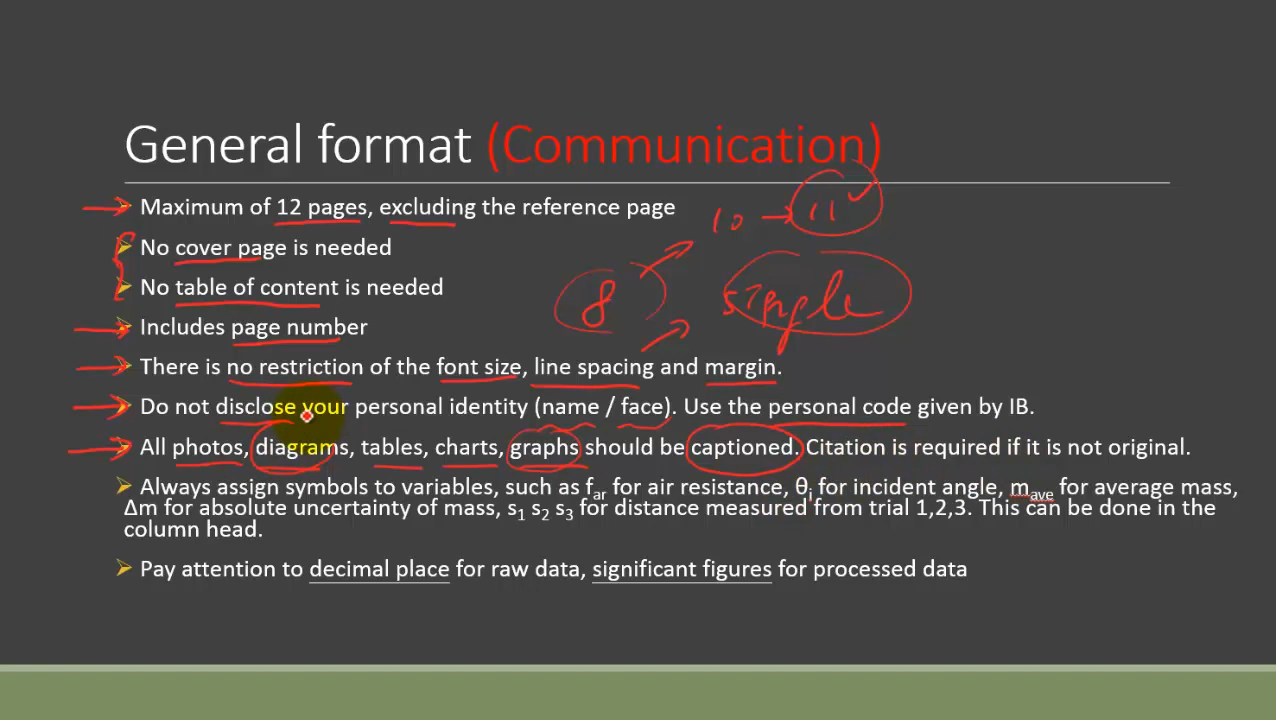 General format (Communication)
Maximum of 12 pages, excluding the reference page
10 → 11
No cover page is needed
No table of content is needed
8
single
Includes page number
There is no restriction of the font size, line spacing and margin.
Do not disclose your personal identity (name / face). Use the personal code given by IB.
All photos, diagrams, tables, charts, graphs should be captioned. Citation is required if it is not original.
Always assign symbols to variables, such as f_ar for air resistance, θ_i for incident angle, m_ave for average mass,
Δm for absolute uncertainty of mass, s₁ s₂ s₃ for distance measured from trial 1,2,3. This can be done in the
column head.
Pay attention to decimal place for raw data, significant figures for processed data